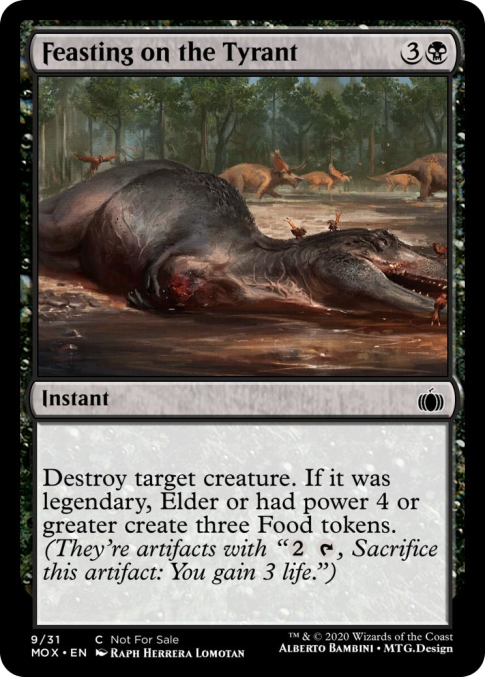 Feasting on the Tyrant 3
Instant
Destroy target creature. If it was
legendary, Elder or had power 4 or
greater create three Food tokens.
(They're artifacts with “2 , Sacrifice
this artifact: You gain 3 life.”)
9/31 C Not For Sale
MOX • EN RAPH HERRERA LOMOTAN
™ & © 2020 Wizards of the Coast
ALBERTO BAMBINI • MTG.Design